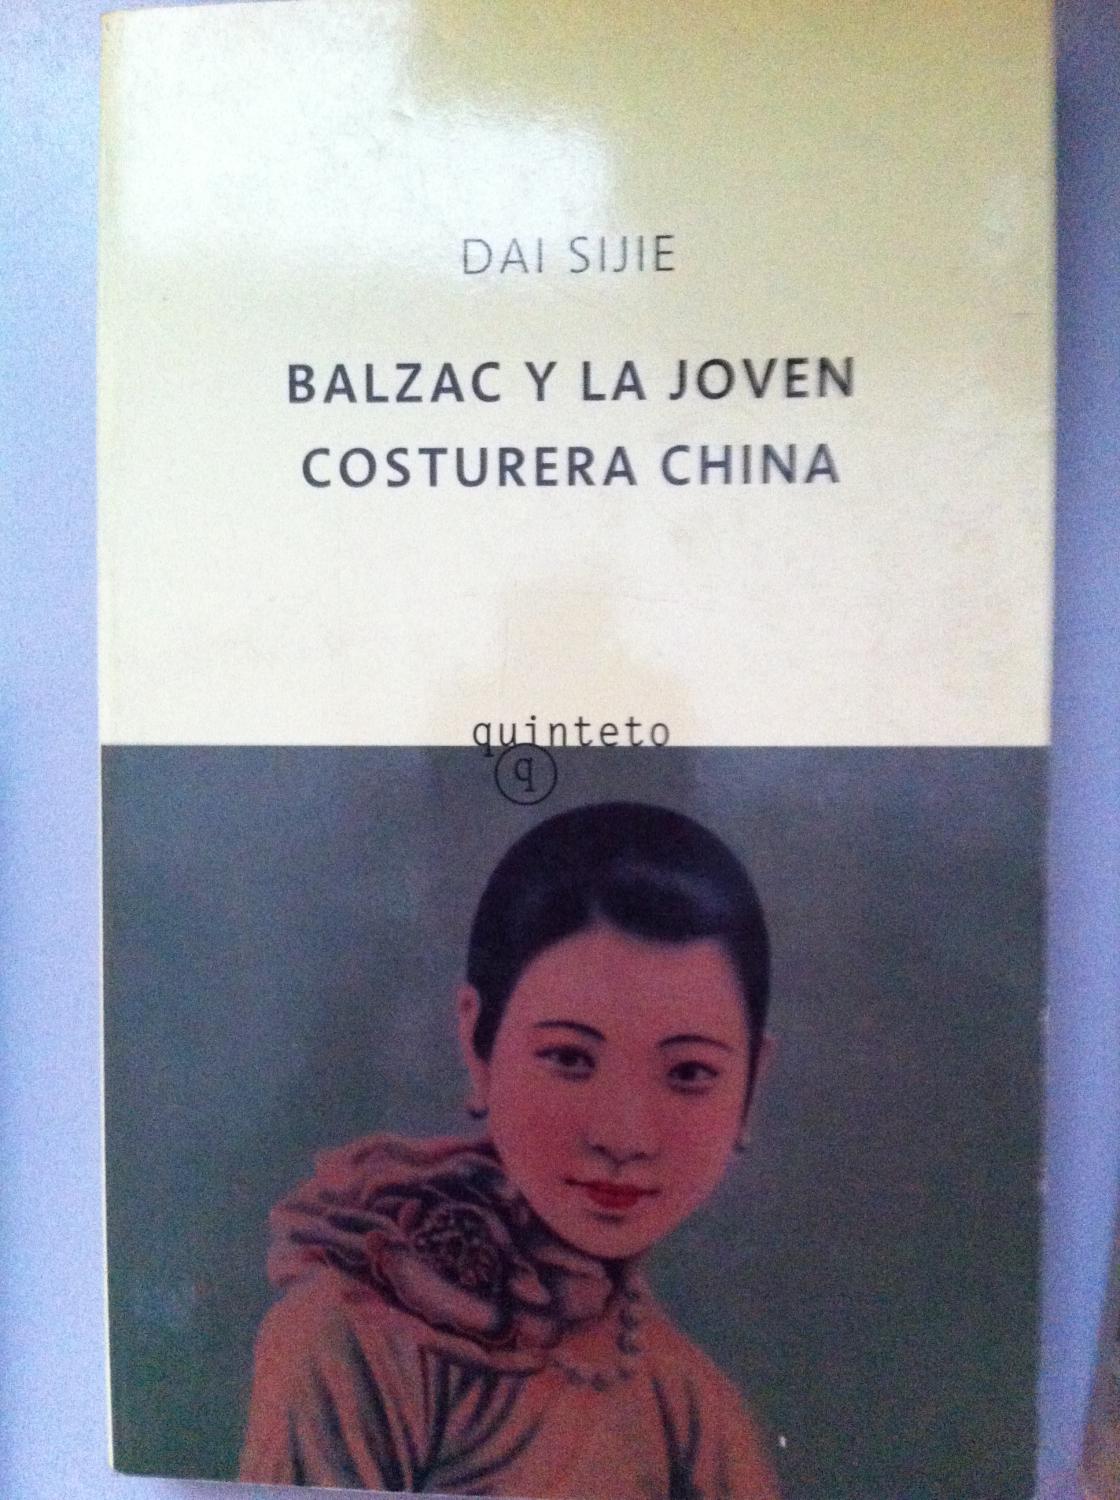 DAI SIJIE
BALZAC Y LA JOVEN
COSTURERA CHINA
quinteto
q